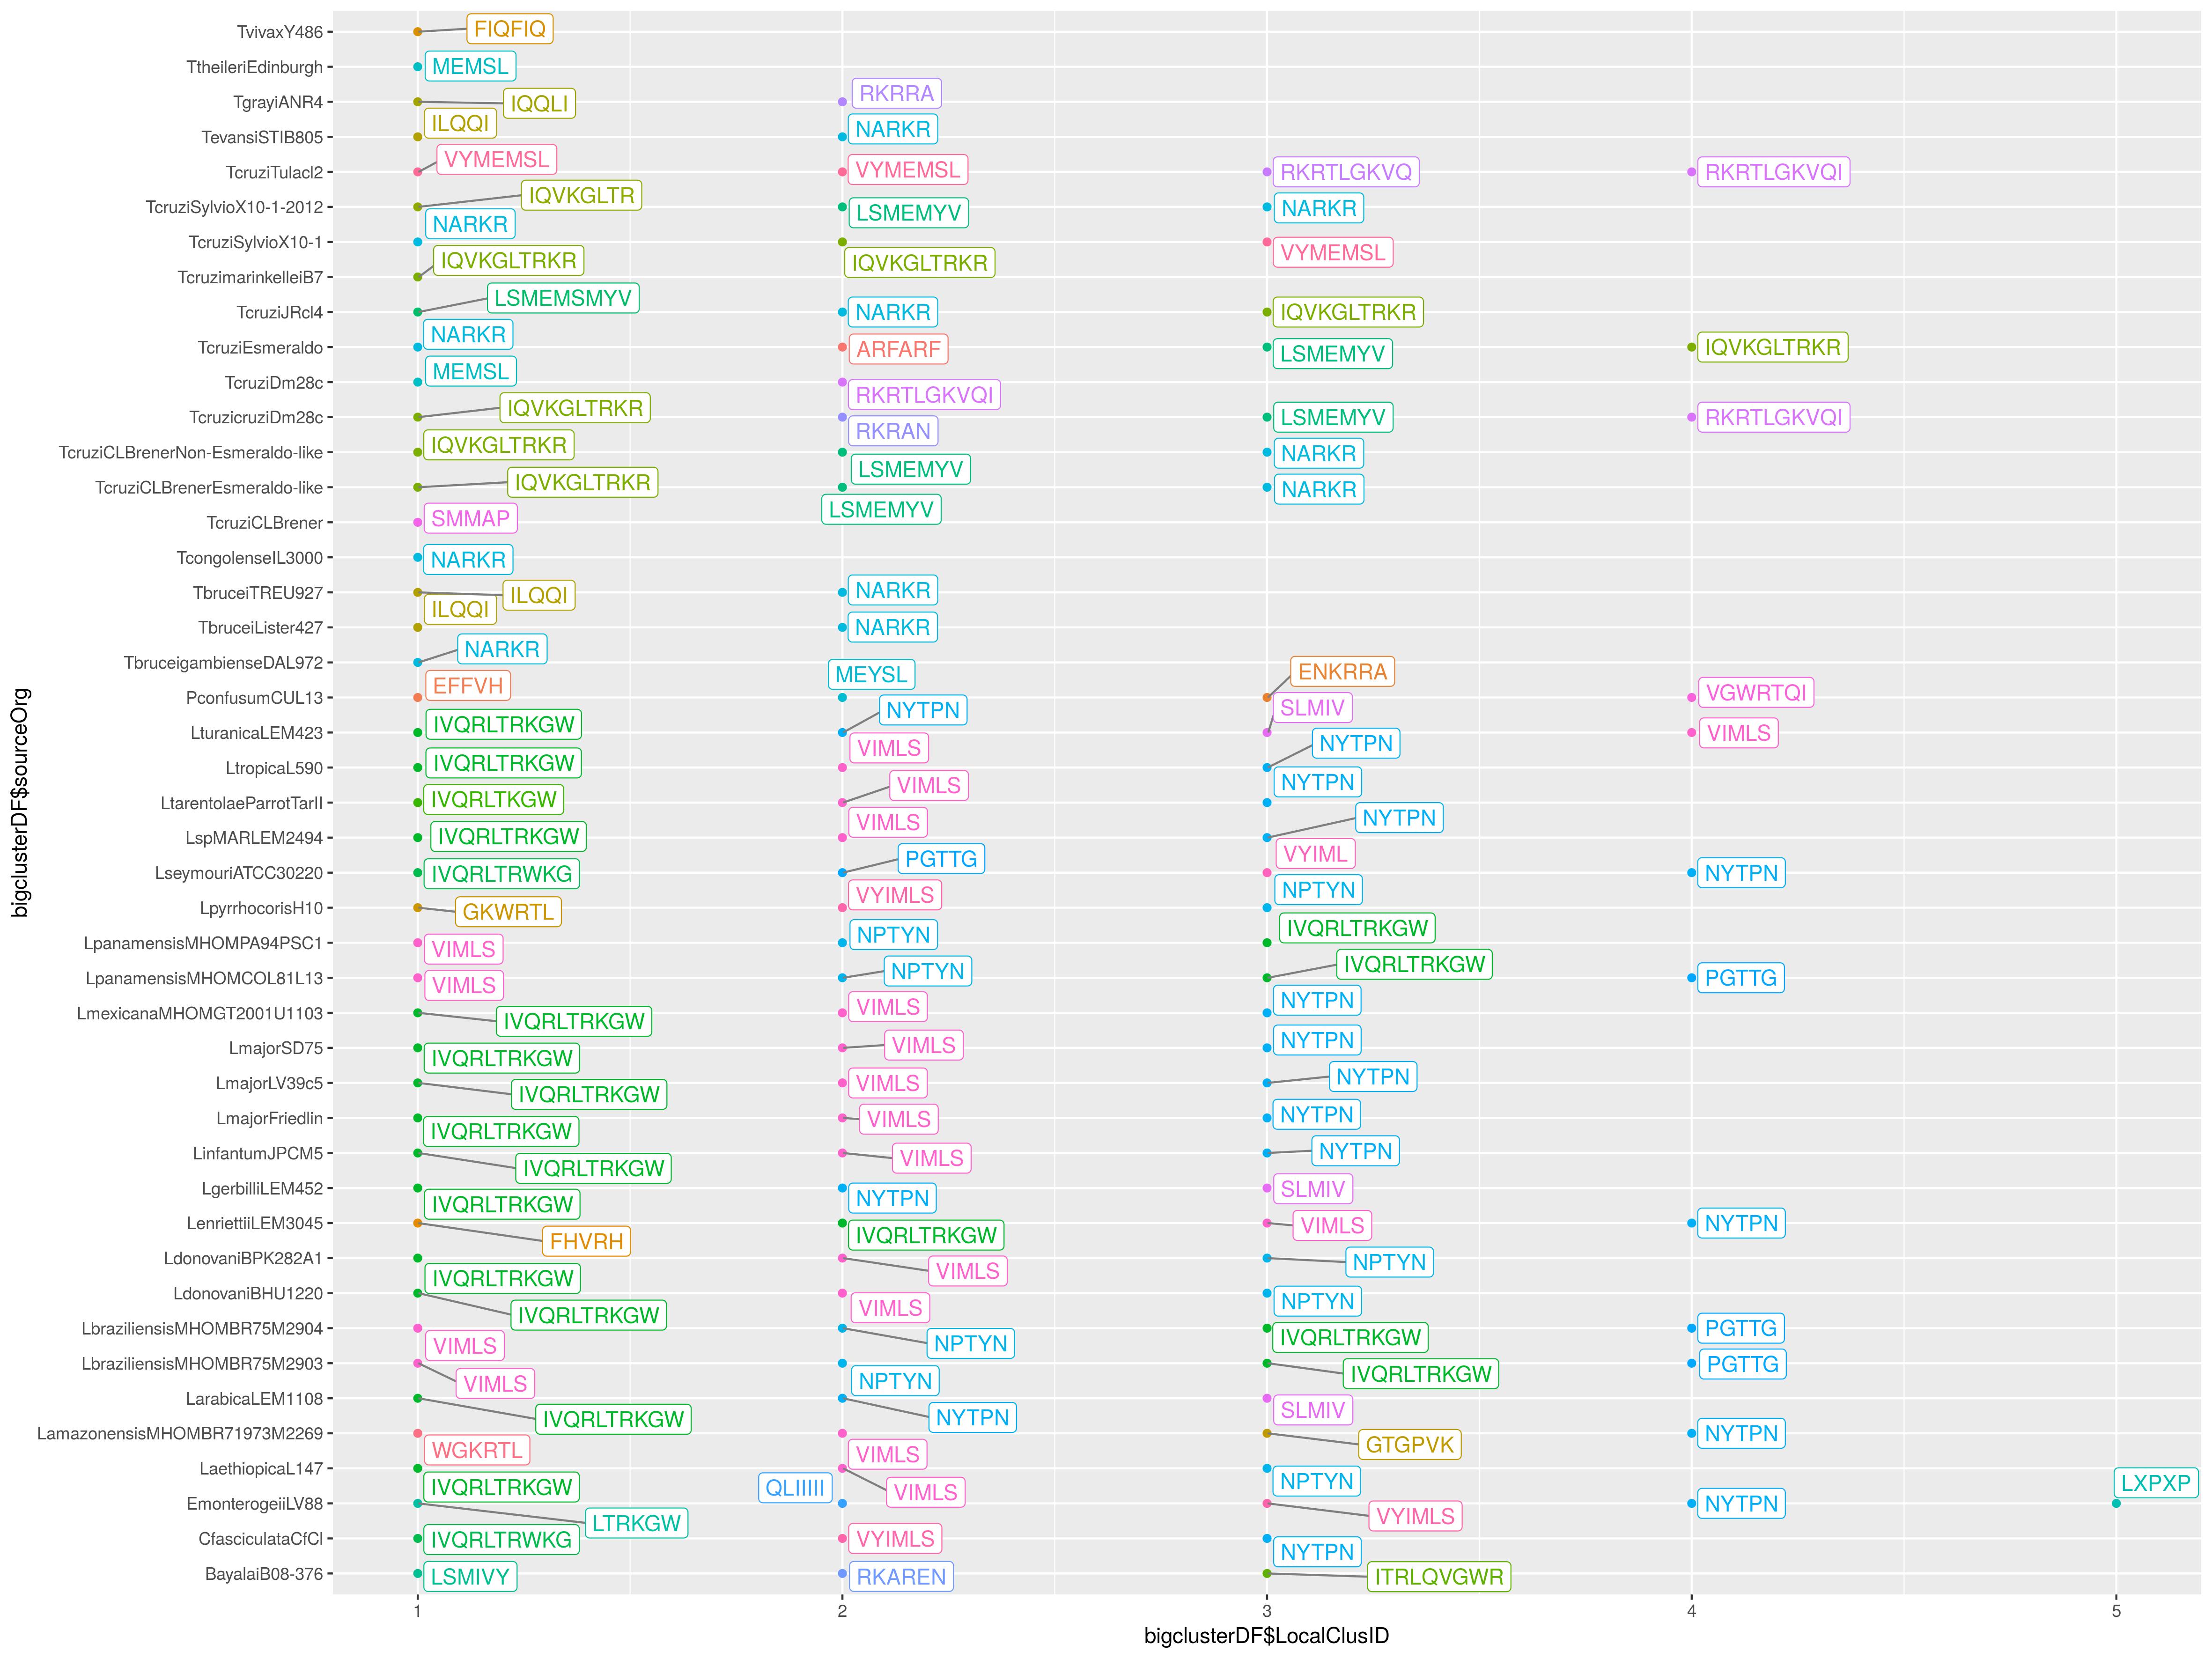 TvivaxY486 FIQFIQ
TtheileriEdinburgh MEMSL
TgrayiANR4 IQQLI RKRRA
TevansiSTIB805 ILQQI NARKR
TcruziTulacl2 VYMEMSL VYMEMSL RKRTLGKVQ RKRTLGKVQI
TcruziSylvioX10-1-2012 IQVKGLTR LSMEMYV NARKR
TcruziSylvioX10-1 NARKR IQVKGLTRKR VYMEMSL
TcruzimarinkelleiB7 IQVKGLTRKR
TcruziJRcl4 LSMEMSMYV NARKR IQVKGLTRKR
TcruziEsmeraldo NARKR ARFARF LSMEMYV IQVKGLTRKR
TcruziDm28c MEMSL RKRTLGKVQI
TcruzicruziDm28c IQVKGLTRKR RKRAN LSMEMYV RKRTLGKVQI
TcruziCLBrenerNon-Esmeraldo-like IQVKGLTRKR LSMEMYV NARKR
TcruziCLBrenerEsmeraldo-like IQVKGLTRKR LSMEMYV NARKR
TcruziCLBrener SMMAP
TcongolenseIL3000 NARKR
TbruceiTREU927 ILQQI NARKR
TbruceiLister427 ILQQI NARKR
TbruceigambienseDAL972 NARKR
PconfusumCUL13 EFFVH MEYSL ENKRRA VGWRTQI
LturanicaLEM423 IVQRLTRKGW NYTPN SLMIV VIMLS
LtropicaL590 IVQRLTRKGW VIMLS NYTPN
LtarentolaeParrotTarII IVQRLTKGW VIMLS NYTPN
LspMARLEM2494 IVQRLTRKGW VIMLS NYTPN
LseymouriATCC30220 IVQRLTRWKG PGTTG VYIML NYTPN
LpyrrhocorisH10 GKWRTL VYIMLS NPTYN
LpanamensisMHOMPA94PSC1 VIMLS NPTYN IVQRLTRKGW
LpanamensisMHOMCOL81L13 VIMLS NPTYN IVQRLTRKGW PGTTG
LmexicanaMHOMGT2001U1103 IVQRLTRKGW VIMLS NYTPN
LmajorSD75 IVQRLTRKGW VIMLS NYTPN
LmajorLV39c5 IVQRLTRKGW VIMLS NYTPN
LmajorFriedlin IVQRLTRKGW VIMLS NYTPN
LinfantumJPCM5 IVQRLTRKGW VIMLS NYTPN
LgerbilliLEM452 IVQRLTRKGW NYTPN SLMIV
LenriettiiLEM3045 FHVRH IVQRLTRKGW VIMLS NYTPN
LdonovaniBPK282A1 IVQRLTRKGW VIMLS NPTYN
LdonovaniBHU1220 IVQRLTRKGW VIMLS NPTYN
LbraziliensisMHOMBR75M2904 VIMLS NPTYN IVQRLTRKGW PGTTG
LbraziliensisMHOMBR75M2903 VIMLS NPTYN IVQRLTRKGW PGTTG
LarabicaLEM1108 IVQRLTRKGW NYTPN SLMIV
LamazonensisMHOMBR71973M2269 WGKRTL VIMLS GTGPVK NYTPN
LaethiopicaL147 IVQRLTRKGW VIMLS NPTYN
EmonterogeiiLV88 LTRKGW QLIIIII VYIMLS NYTPN LXPXP
CfasciculataCfCl IVQRLTRWKG VYIMLS NYTPN
BayalaiB08-376 LSMIVY RKAREN ITRLQVGWR
1 2 3 4 5
bigclusterDF$LocalClusID
bigclusterDF$sourceOrg